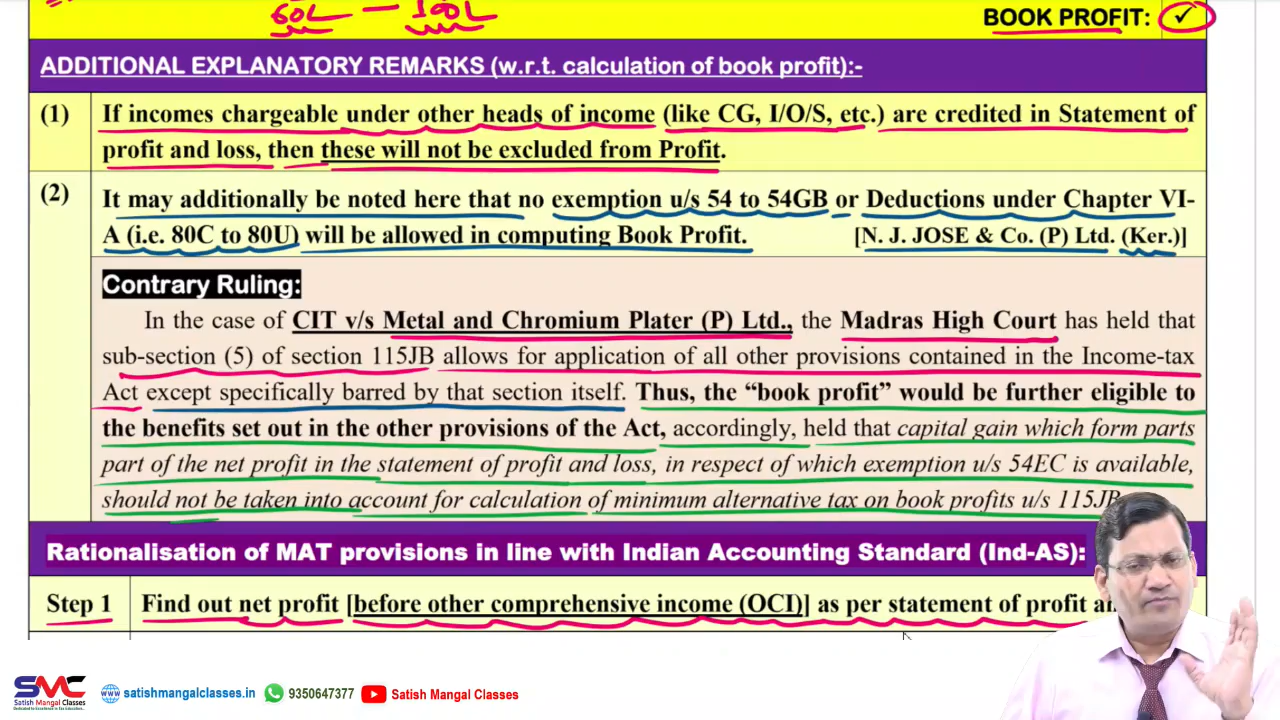 60L – 100L
BOOK PROFIT: ✓
ADDITIONAL EXPLANATORY REMARKS (w.r.t. calculation of book profit):-
(1) If incomes chargeable under other heads of income (like CG, I/O/S, etc.) are credited in Statement of
profit and loss, then these will not be excluded from Profit.
(2) It may additionally be noted here that no exemption u/s 54 to 54GB or Deductions under Chapter VI-
A (i.e. 80C to 80U) will be allowed in computing Book Profit. [N. J. JOSE & Co. (P) Ltd. (Ker.)]
Contrary Ruling:
In the case of CIT v/s Metal and Chromium Plater (P) Ltd., the Madras High Court has held that
sub-section (5) of section 115JB allows for application of all other provisions contained in the Income-tax
Act except specifically barred by that section itself. Thus, the “book profit” would be further eligible to
the benefits set out in the other provisions of the Act, accordingly, held that capital gain which form parts
part of the net profit in the statement of profit and loss, in respect of which exemption u/s 54EC is available,
should not be taken into account for calculation of minimum alternative tax on book profits u/s 115JB
Rationalisation of MAT provisions in line with Indian Accounting Standard (Ind-AS):
Step 1 Find out net profit [before other comprehensive income (OCI)] as per statement of profit
SMC
Satish Mangal Classes
satishmangalclasses.in 9350647377 Satish Mangal Classes